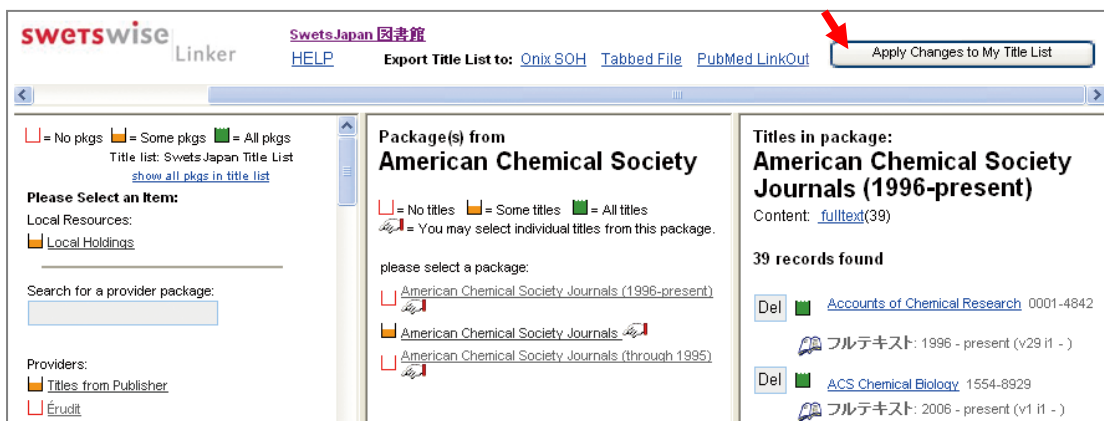 swetswise Linker
SwetsJapan 図書館
HELP
Export Title List to: Onix SOH Tabbed File PubMed LinkOut
Apply Changes to My Title List
= No pkgs = Some pkgs = All pkgs
Title list: Swets Japan Title List
show all pkgs in title list
Please Select an Item:
Local Resources:
Local Holdings
Search for a provider package:
Providers:
Titles from Publisher
Érudit
Package(s) from
American Chemical Society
= No titles = Some titles = All titles
= You may select individual titles from this package.
please select a package:
American Chemical Society Journals (1996-present)
American Chemical Society Journals
American Chemical Society Journals (through 1995)
Titles in package:
American Chemical Society
Journals (1996-present)
Content: fulltext(39)
39 records found
Del Accounts of Chemical Research 0001-4842
フルテキスト: 1996 - present (v29 i1 - )
Del ACS Chemical Biology 1554-8929
フルテキスト: 2006 - present (v1 i1 - )